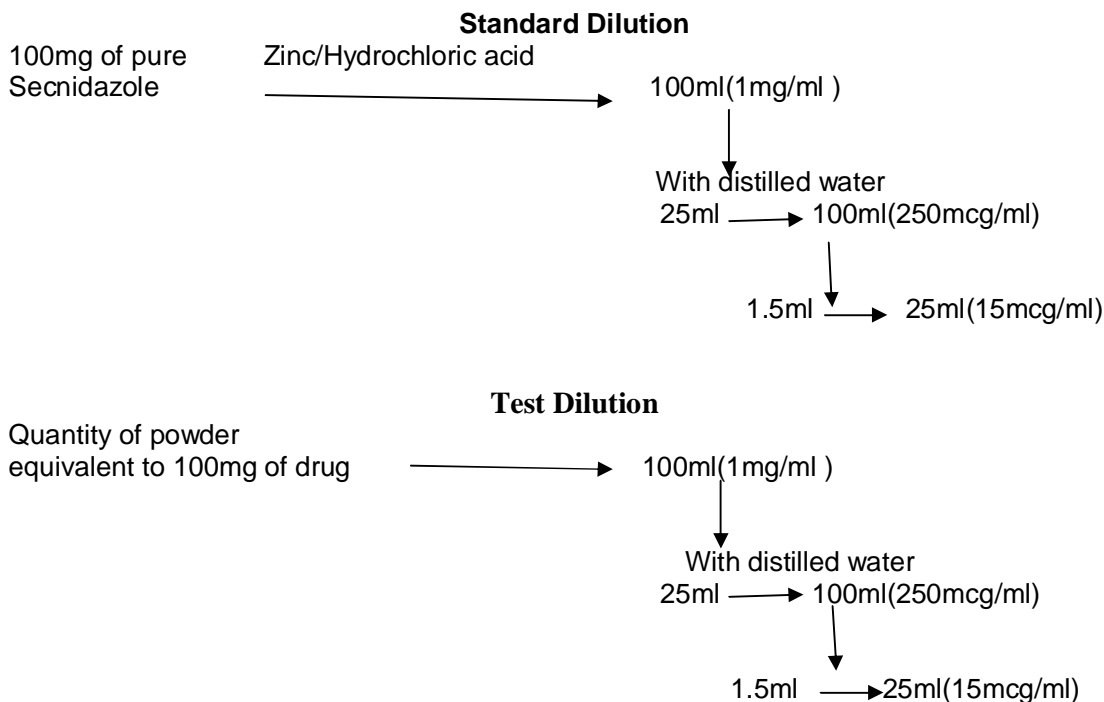 Standard Dilution
100mg of pure Zinc/Hydrochloric acid
Secnidazole 100ml(1mg/ml )
With distilled water
25ml 100ml(250mcg/ml)
1.5ml 25ml(15mcg/ml)
Test Dilution
Quantity of powder
equivalent to 100mg of drug 100ml(1mg/ml )
With distilled water
25ml 100ml(250mcg/ml)
1.5ml 25ml(15mcg/ml)